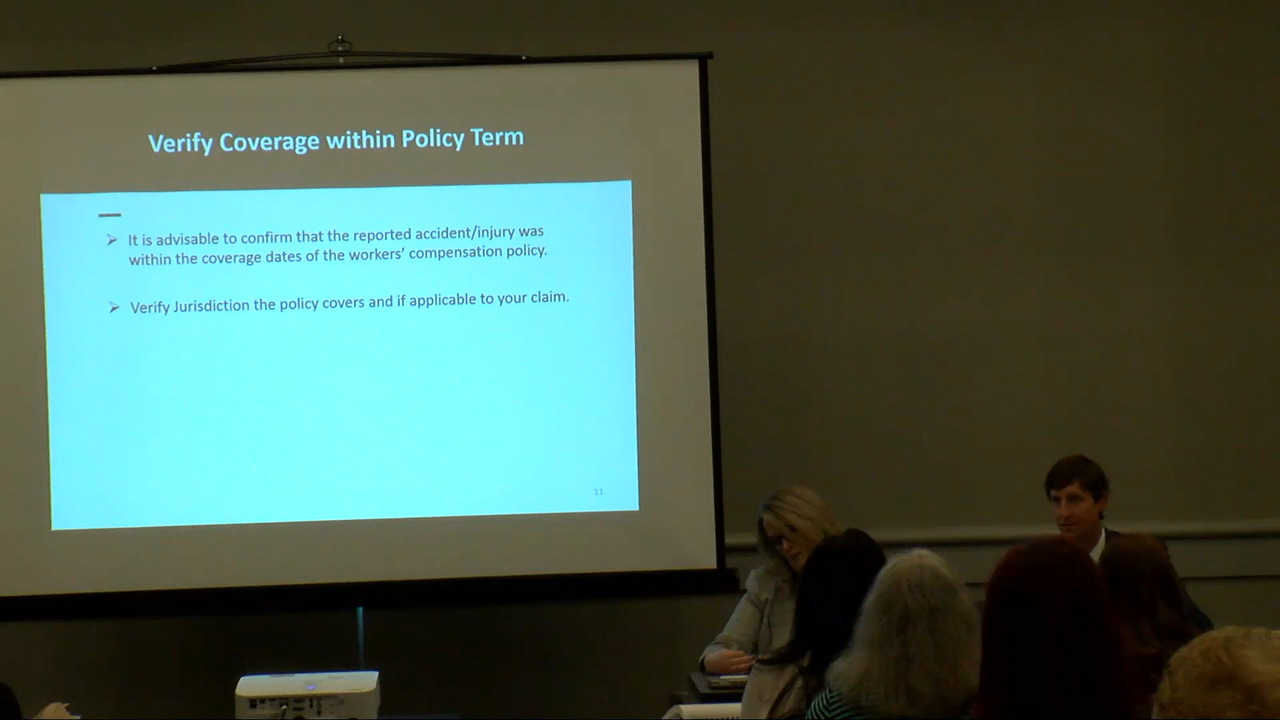 Verify Coverage within Policy Term
➢ It is advisable to confirm that the reported accident/injury was
within the coverage dates of the workers’ compensation policy.
➢ Verify Jurisdiction the policy covers and if applicable to your claim.
11